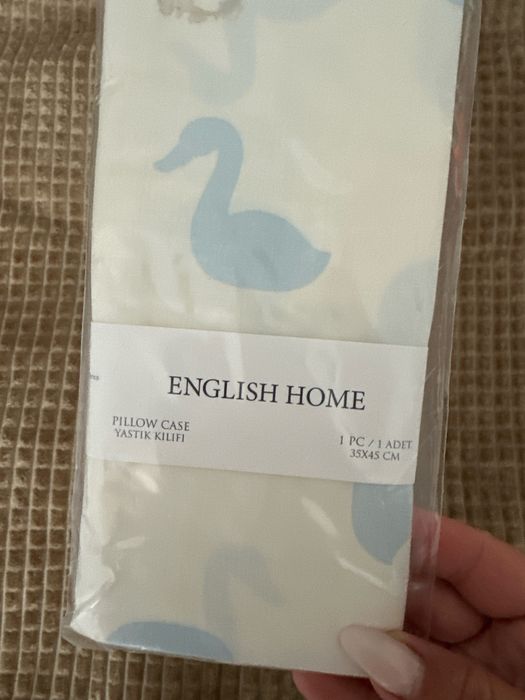 ENGLISH HOME
PILLOW CASE
YASTIK KILIFI
1 PC / 1 ADET
35X45 CM